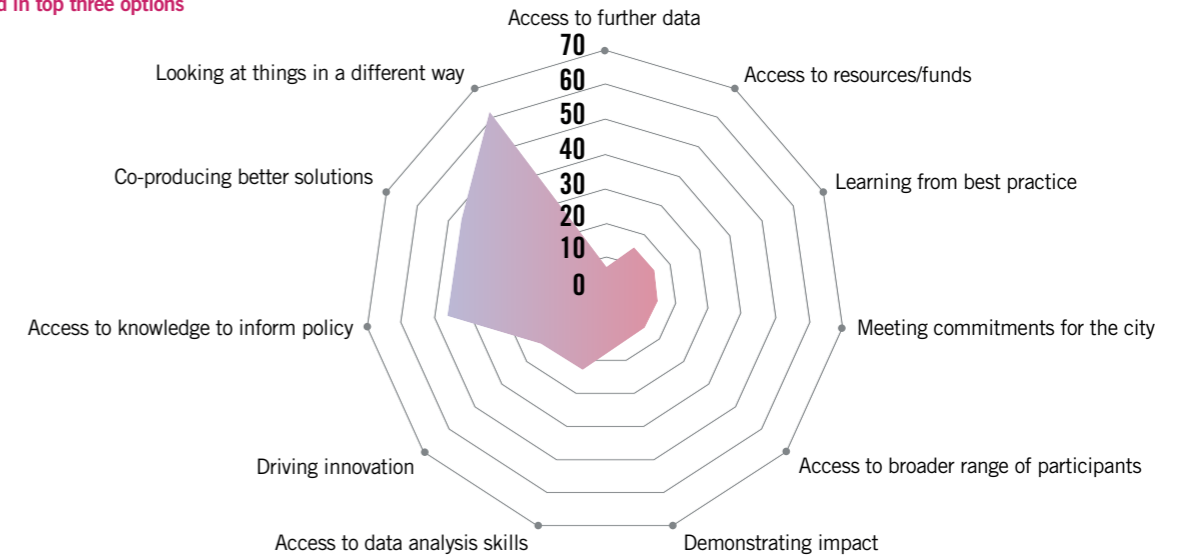 d in top three options
Access to further data
70
60
50
40
30
20
10
0
Looking at things in a different way
Access to resources/funds
Co-producing better solutions
Learning from best practice
Access to knowledge to inform policy
Meeting commitments for the city
Driving innovation
Access to broader range of participants
Access to data analysis skills
Demonstrating impact